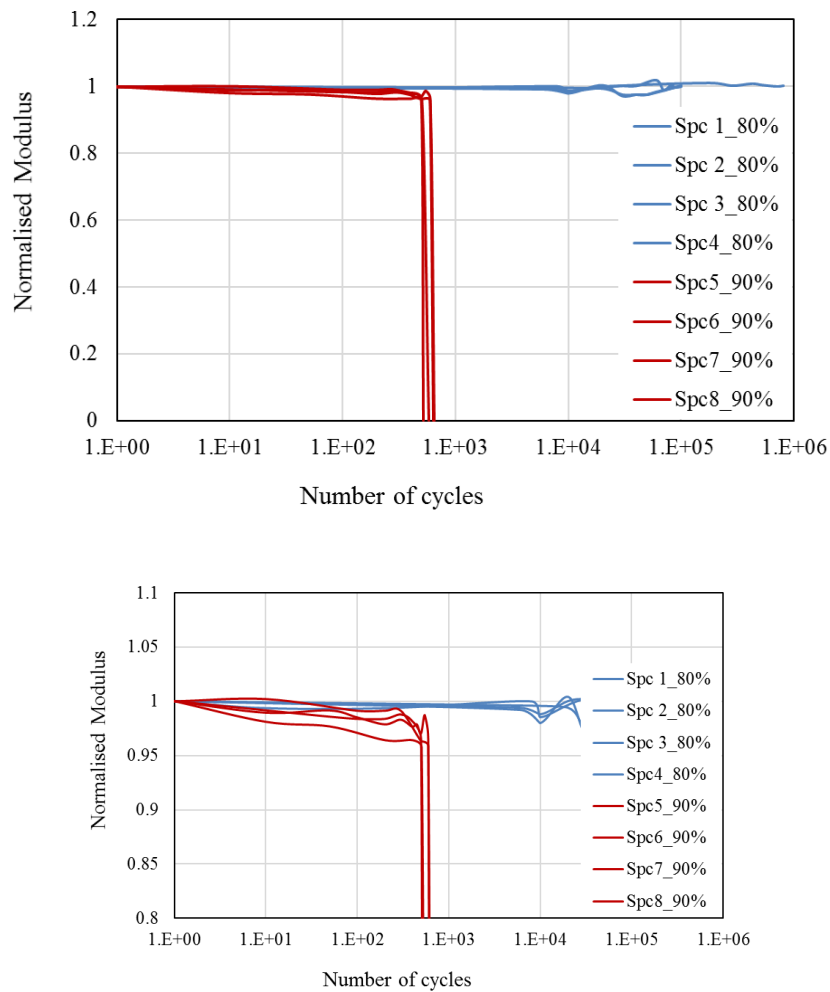 1.2
1
0.8
0.6
0.4
0.2
0
Normalised Modulus
1.E+00 1.E+01 1.E+02 1.E+03 1.E+04 1.E+05 1.E+06
Number of cycles
Spc 1_80%
Spc 2_80%
Spc 3_80%
Spc4_80%
Spc5_90%
Spc6_90%
Spc7_90%
Spc8_90%
1.1
1.05
1
0.95
0.9
0.85
0.8
Normalized Modulus
1.E+00 1.E+01 1.E+02 1.E+03 1.E+04 1.E+05 1.E+06
Number of cycles
Spc 1_80%
Spc 2_80%
Spc 3_80%
Spc4_80%
Spc5_90%
Spc6_90%
Spc7_90%
Spc8_90%